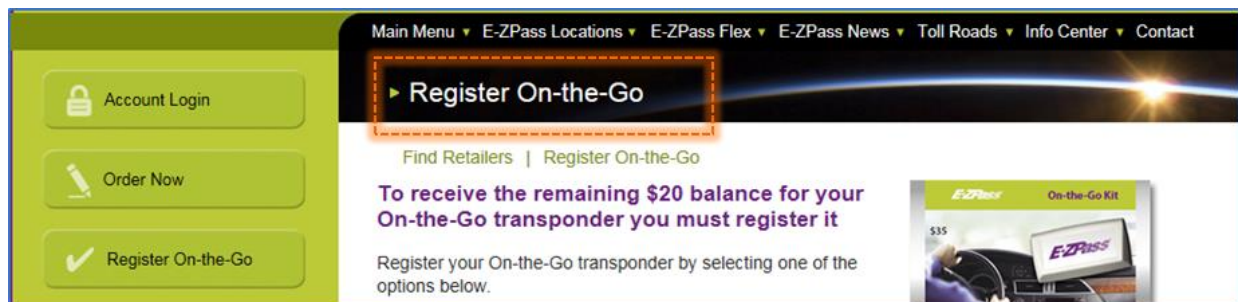 Main Menu E-ZPass Locations E-ZPass Flex E-ZPass News Toll Roads Info Center Contact
Account Login
Order Now
Register On-the-Go
Register On-the-Go
Find Retailers | Register On-the-Go
To receive the remaining $20 balance for your
On-the-Go transponder you must register it
Register your On-the-Go transponder by selecting one of the
options below.
E-ZPass On-the-Go Kit
$35
E-ZPass